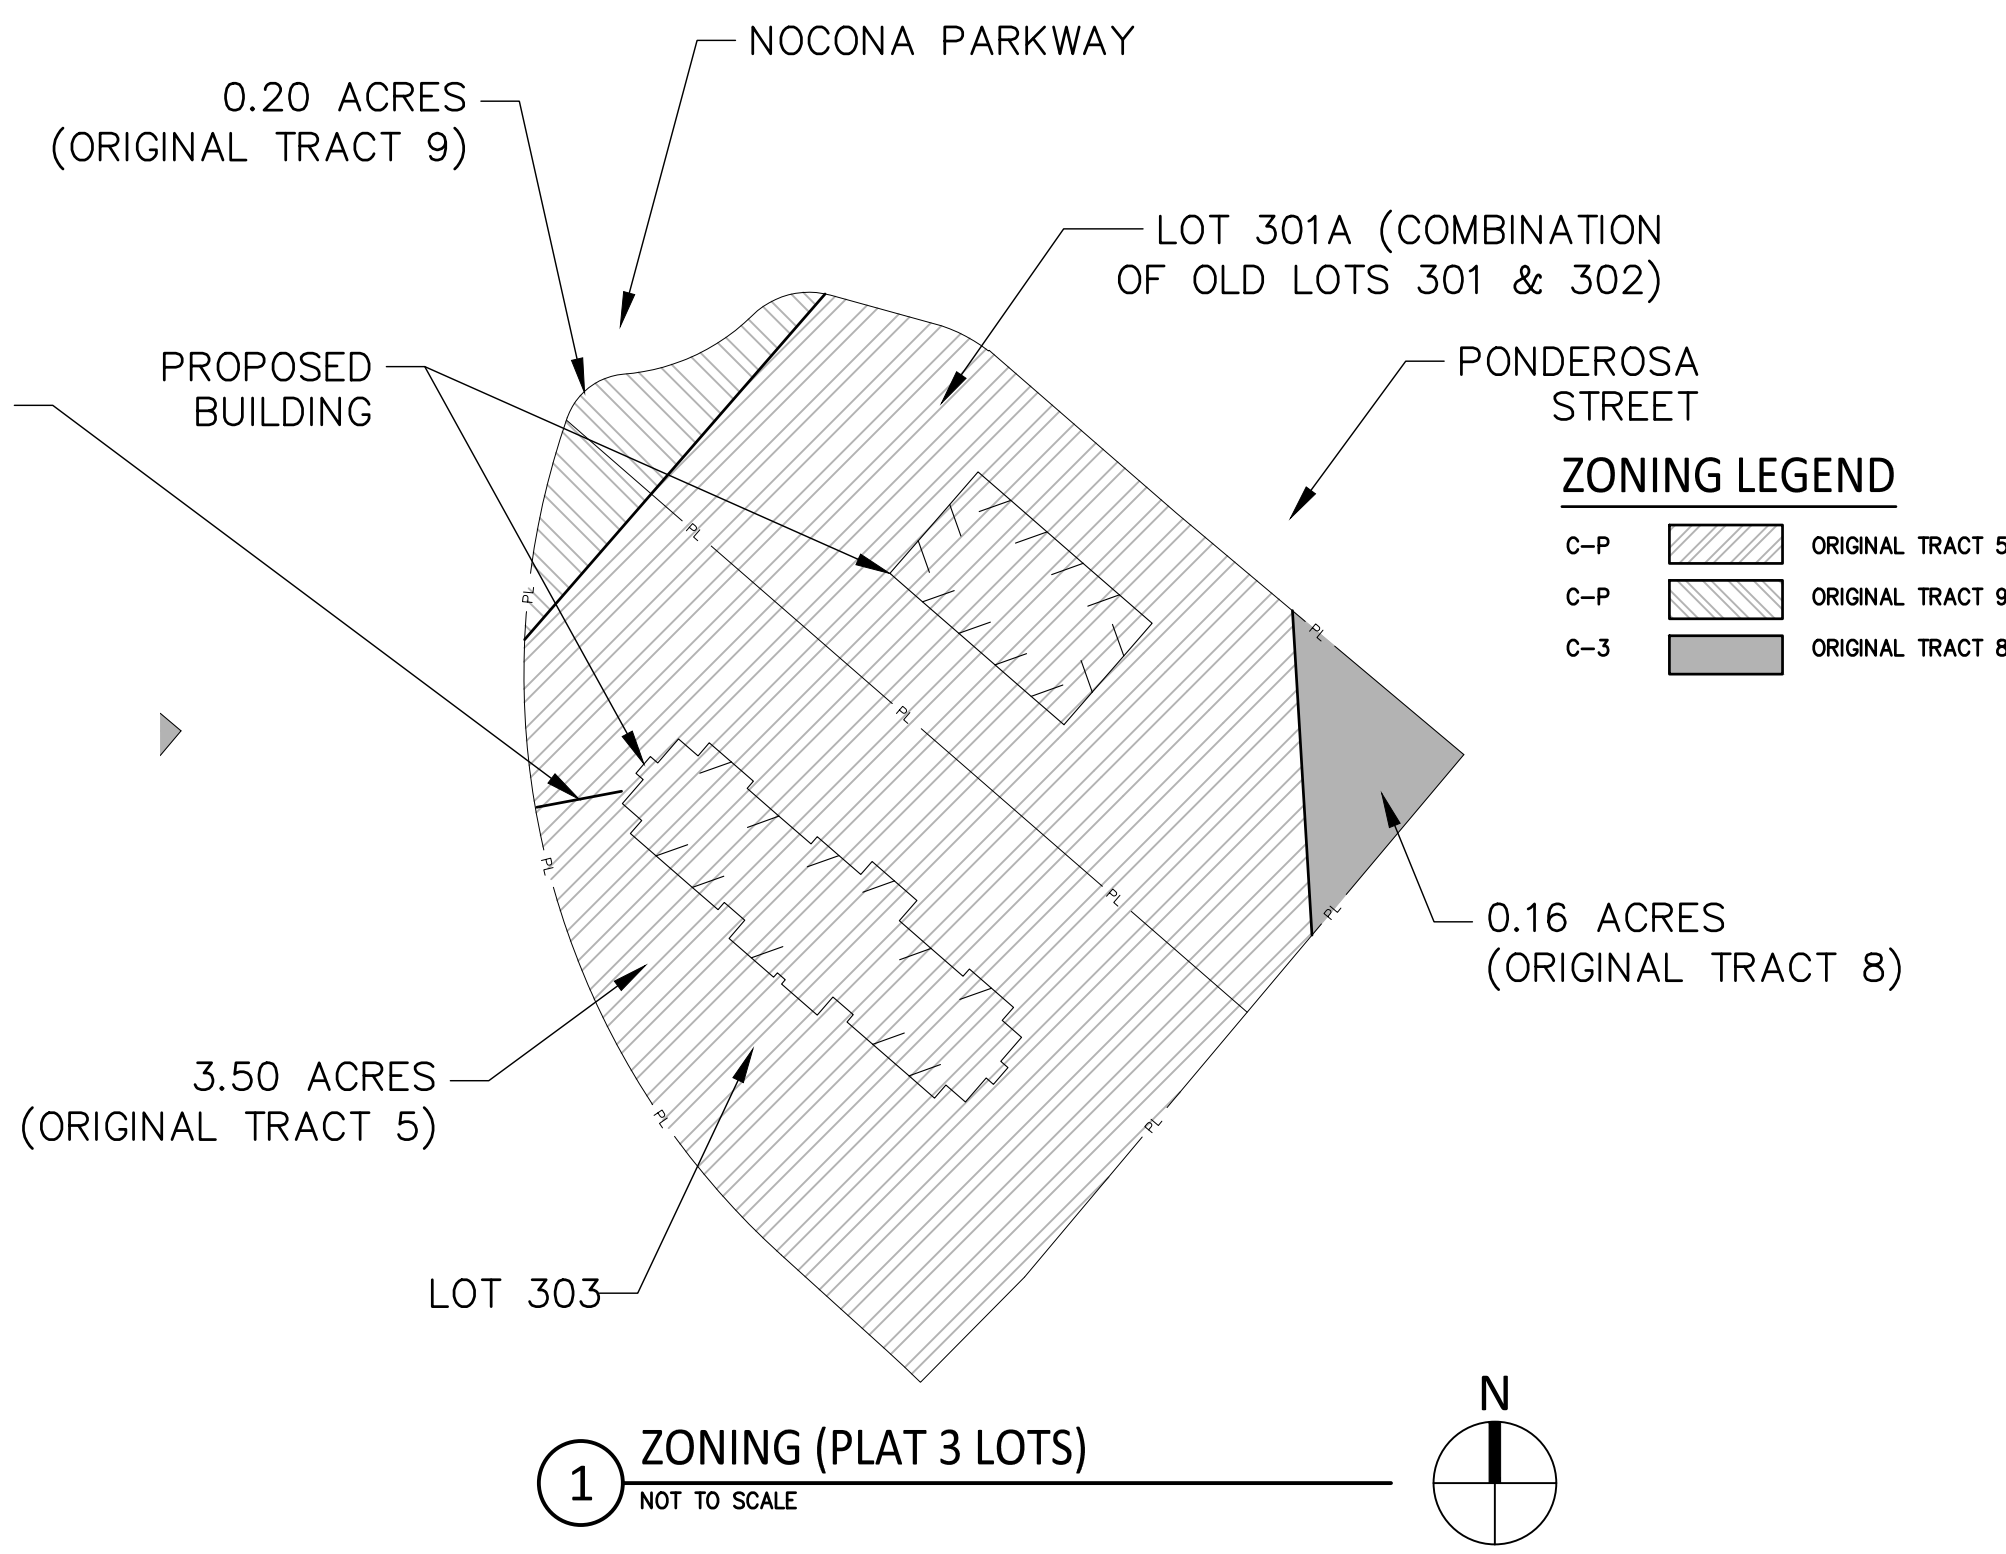 NOCONA PARKWAY
0.20 ACRES
(ORIGINAL TRACT 9)
LOT 301A (COMBINATION
OF OLD LOTS 301 & 302)
PROPOSED
BUILDING
PONDEROSA
STREET
ZONING LEGEND
C-P ORIGINAL TRACT 5
C-P ORIGINAL TRACT 9
C-3 ORIGINAL TRACT 8
PL
PL
PL
PL
PL
PL
PL
PL
PL
0.16 ACRES
(ORIGINAL TRACT 8)
3.50 ACRES
(ORIGINAL TRACT 5)
LOT 303
N
1
ZONING (PLAT 3 LOTS)
NOT TO SCALE